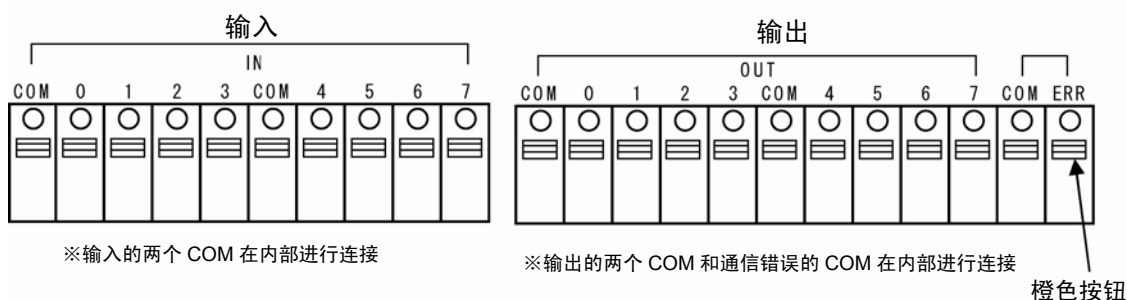 输入
IN
COM 0 1 2 3 COM 4 5 6 7
※输入的两个 COM 在内部进行连接
输出
OUT
COM 0 1 2 3 COM 4 5 6 7 COM ERR
※输出的两个 COM 和通信错误的 COM 在内部进行连接
橙色按钮